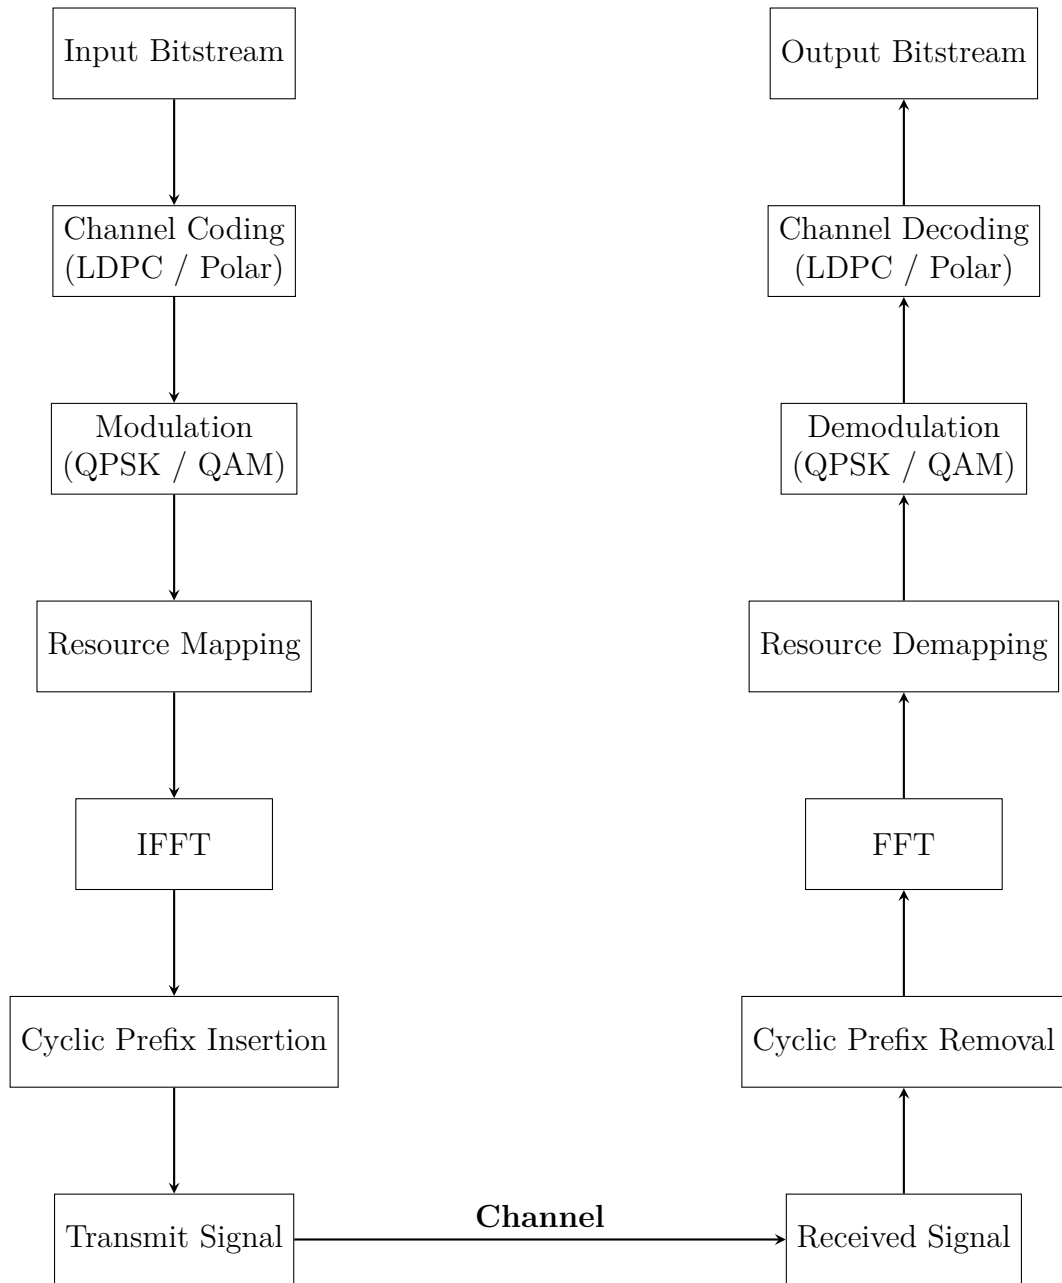 Input Bitstream
Channel Coding
(LDPC / Polar)
Modulation
(QPSK / QAM)
Resource Mapping
IFFT
Cyclic Prefix Insertion
Transmit Signal
Channel
Received Signal
Cyclic Prefix Removal
FFT
Resource Demapping
Demodulation
(QPSK / QAM)
Channel Decoding
(LDPC / Polar)
Output Bitstream